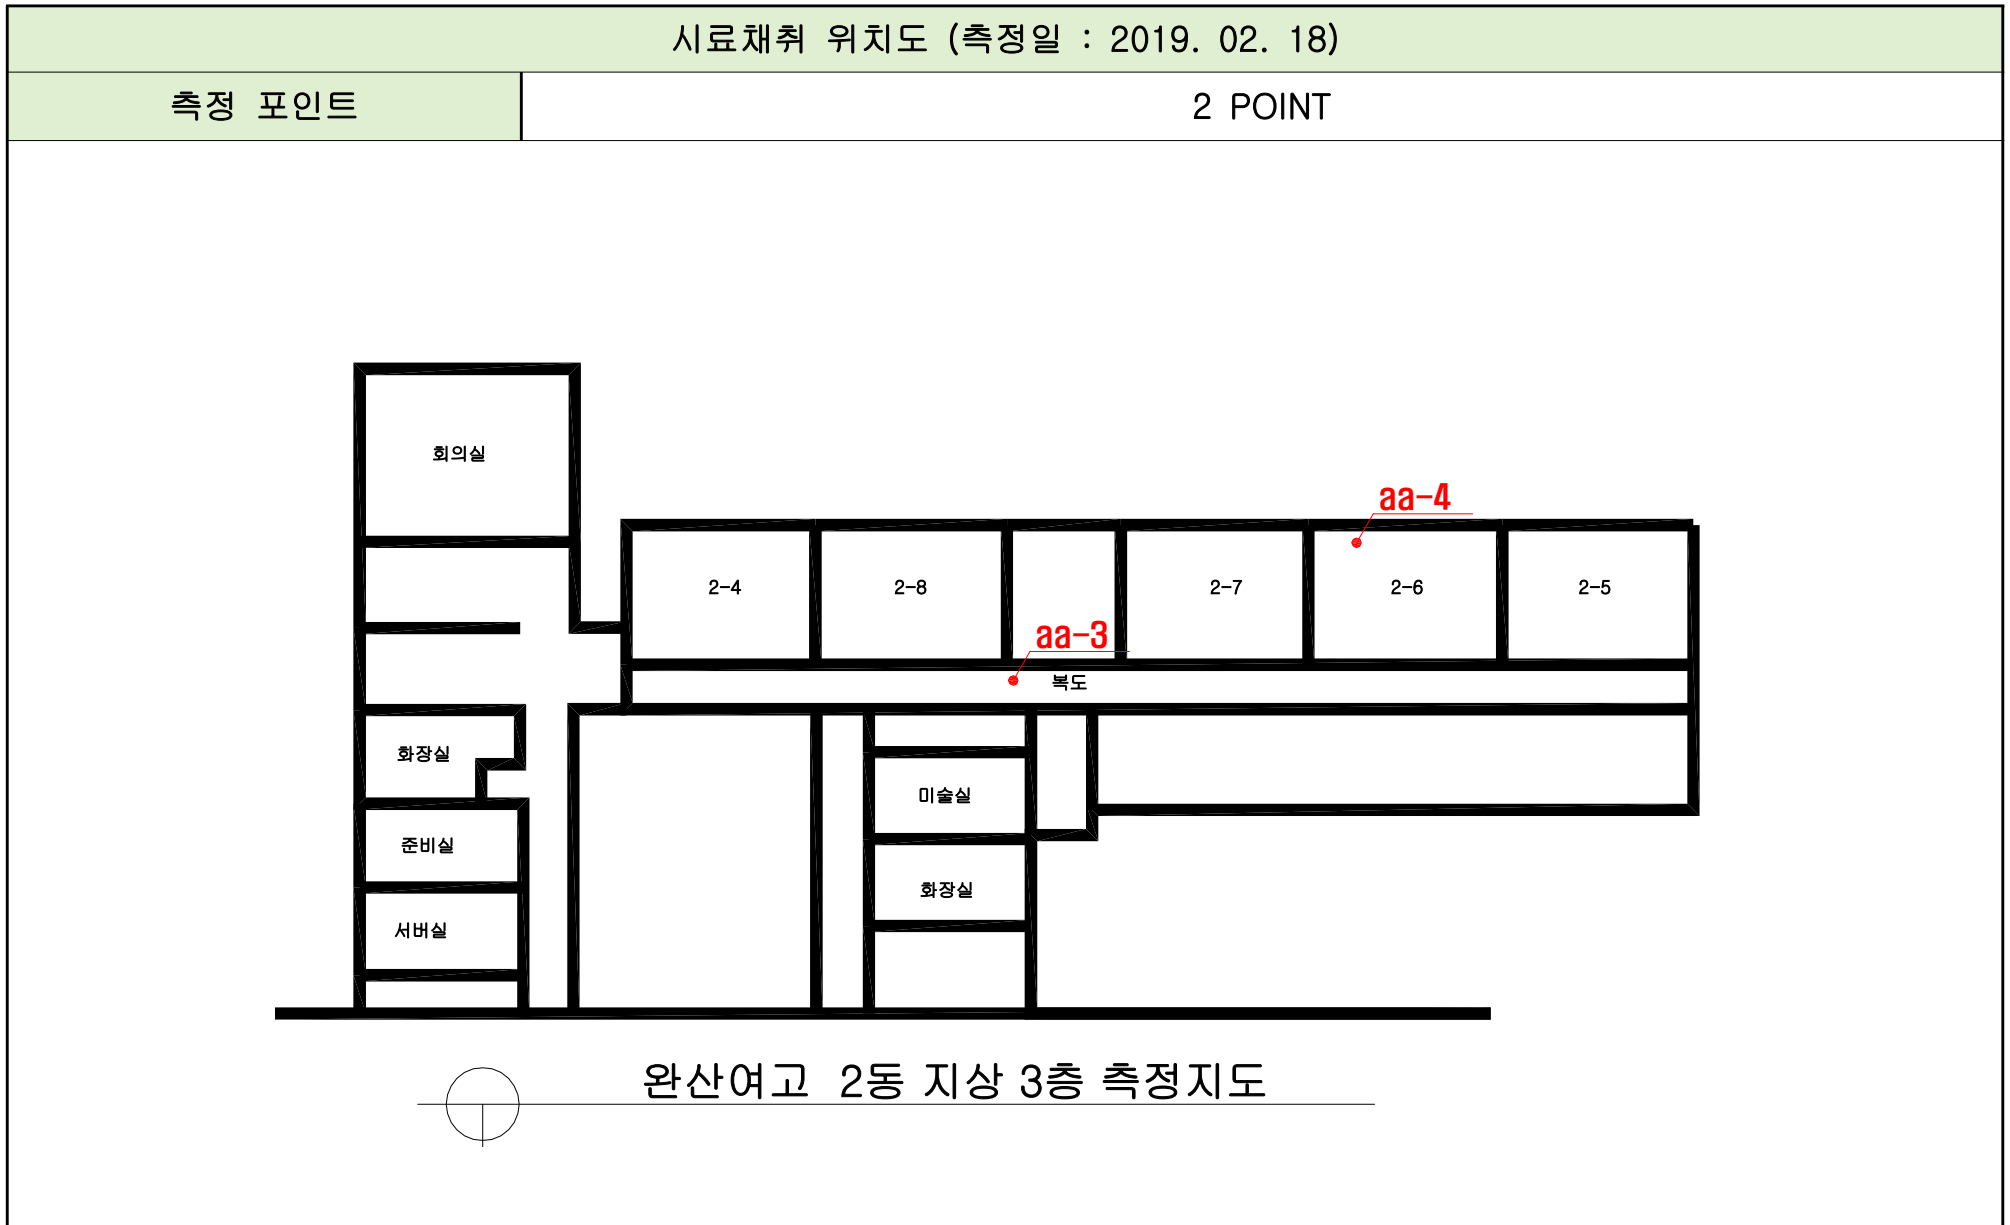 시료채취 위치도 (측정일 : 2019. 02. 18)
측정 포인트
2 POINT
회의실
aa-4
2-4
2-8
2-7
2-6
2-5
aa-3
복도
화장실
미술실
준비실
화장실
서버실
완산여고 2동 지상 3층 측정지도